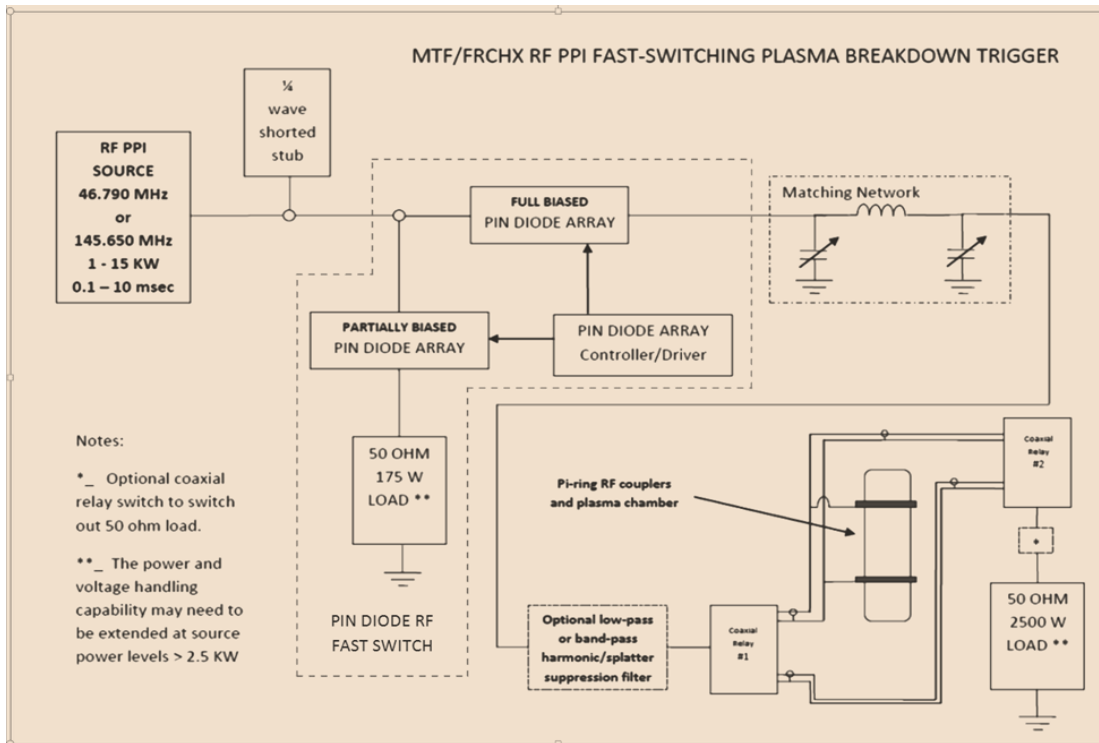 MTF/FRCHX RF PPI FAST-SWITCHING PLASMA BREAKDOWN TRIGGER
¼
wave
shorted
stub
RF PPI
SOURCE
46.790 MHz
or
145.650 MHz
1 - 15 KW
0.1 – 10 msec
FULL BIASED
PIN DIODE ARRAY
Matching Network
PARTIALLY BIASED
PIN DIODE ARRAY
PIN DIODE ARRAY
Controller/Driver
50 OHM
175 W
LOAD **
PIN DIODE RF
FAST SWITCH
Notes:
*_ Optional coaxial
relay switch to switch
out 50 ohm load.
**_ The power and
voltage handling
capability may need to
be extended at source
power levels > 2.5 KW
Pi-ring RF couplers
and plasma chamber
Optional low-pass
or band-pass
harmonic/splatter
suppression filter
Coaxial
Relay
#1
Coaxial
Relay
#2
*
50 OHM
2500 W
LOAD **